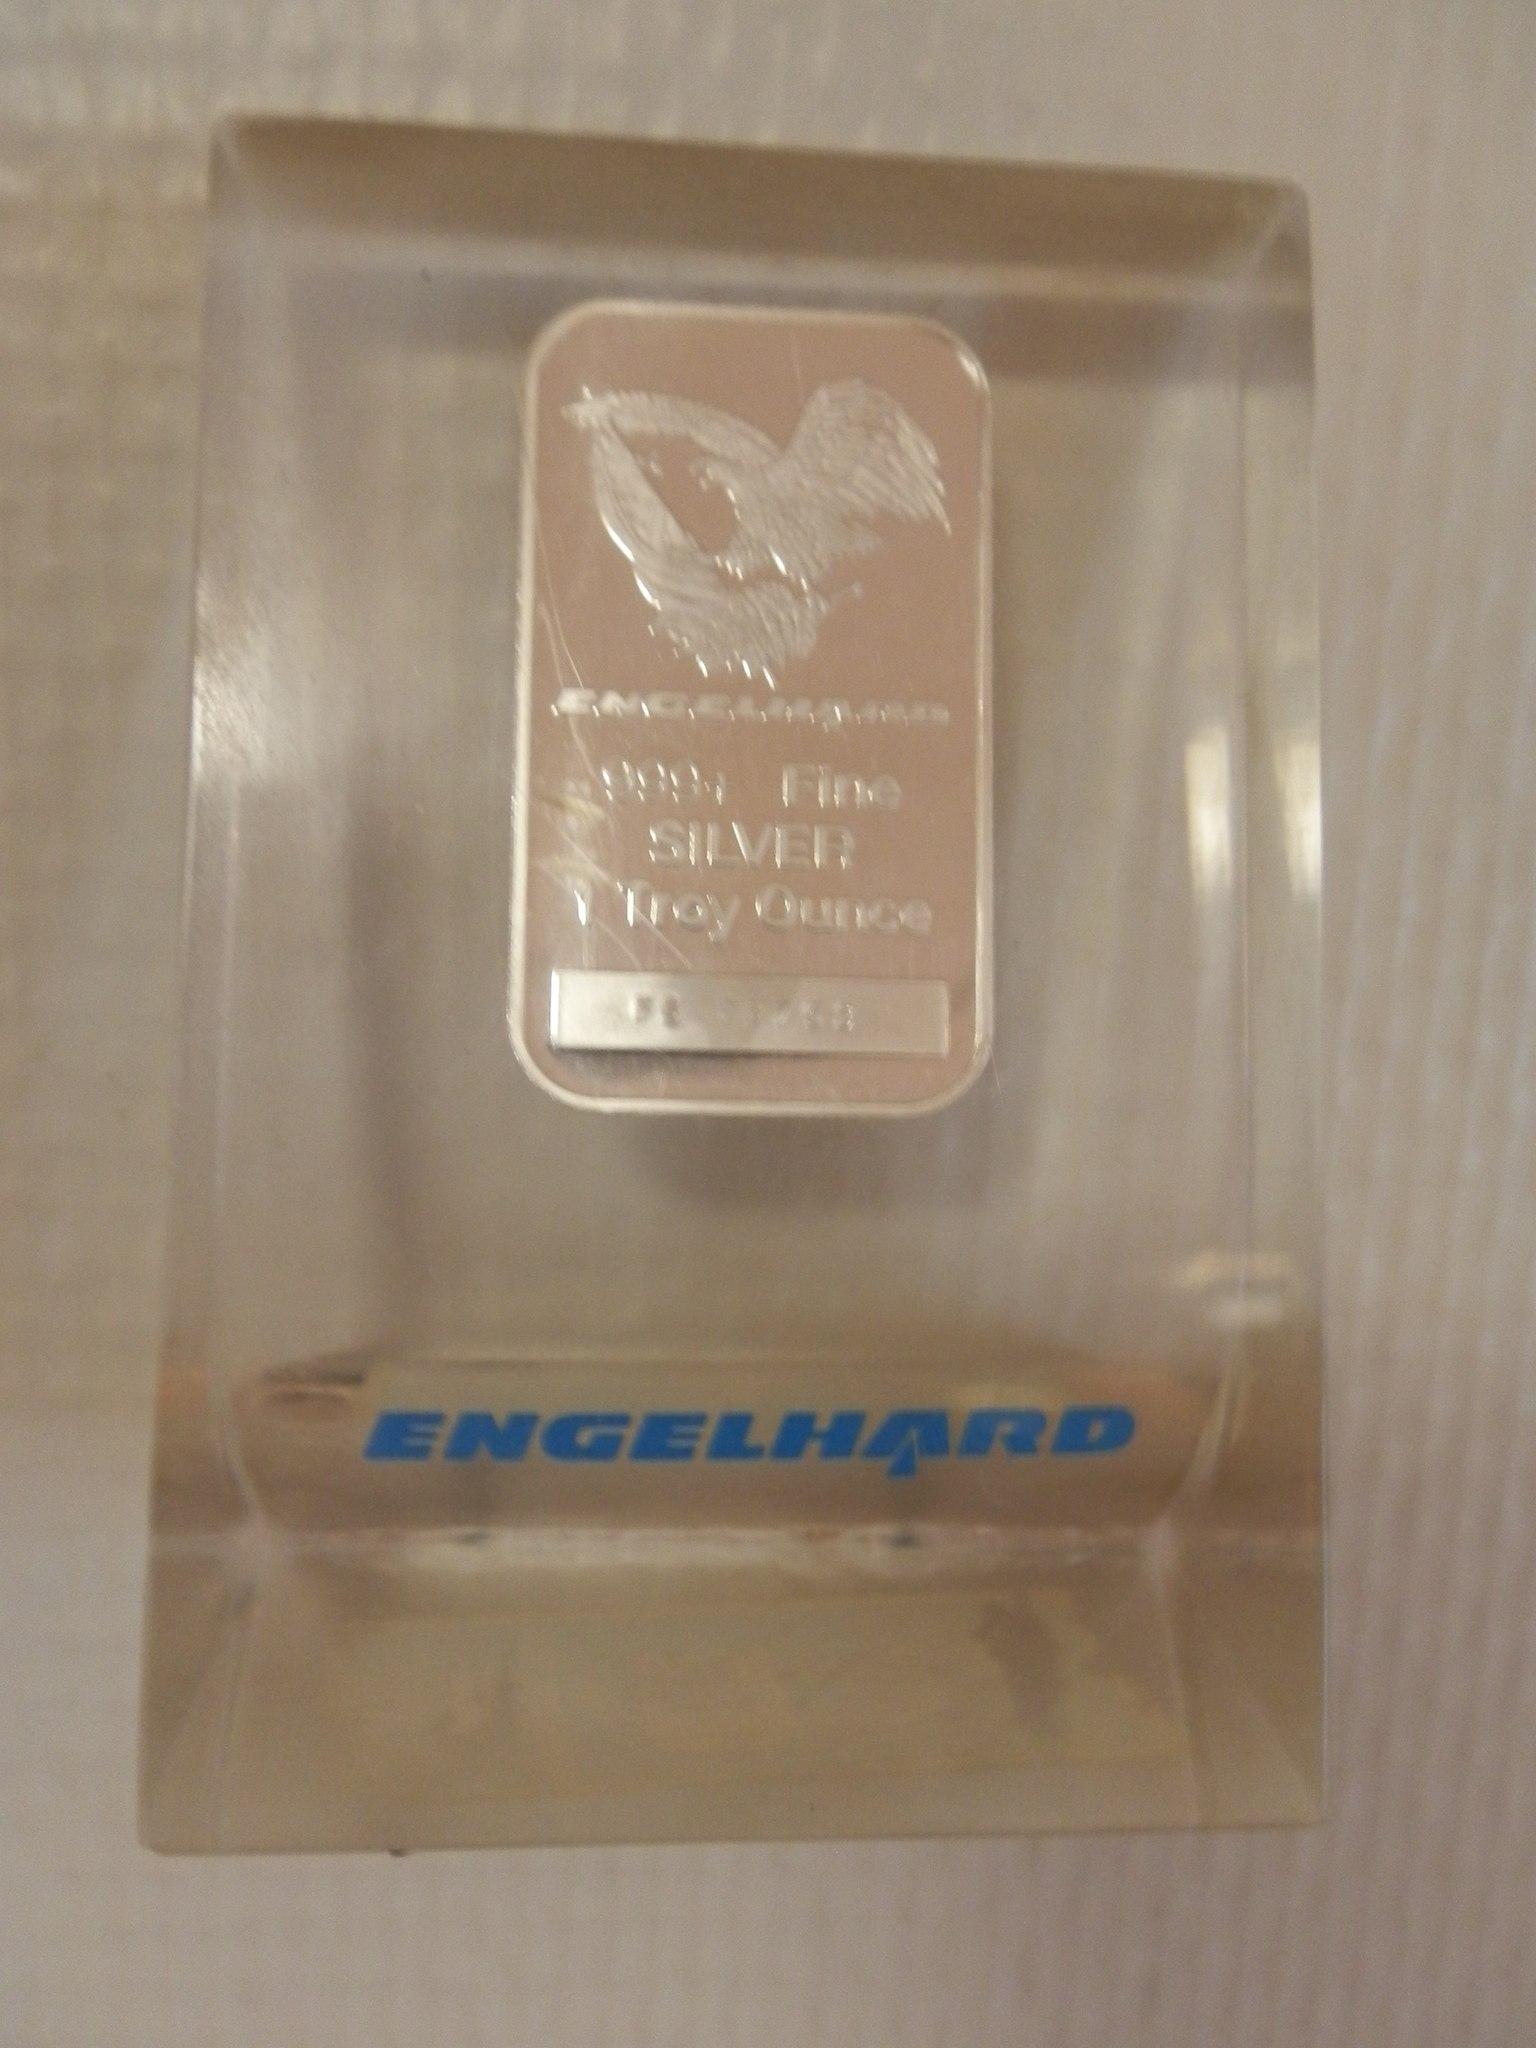 ENGELHARD
.999+ Fine
SILVER
1 Troy Ounce
ENGELHARD